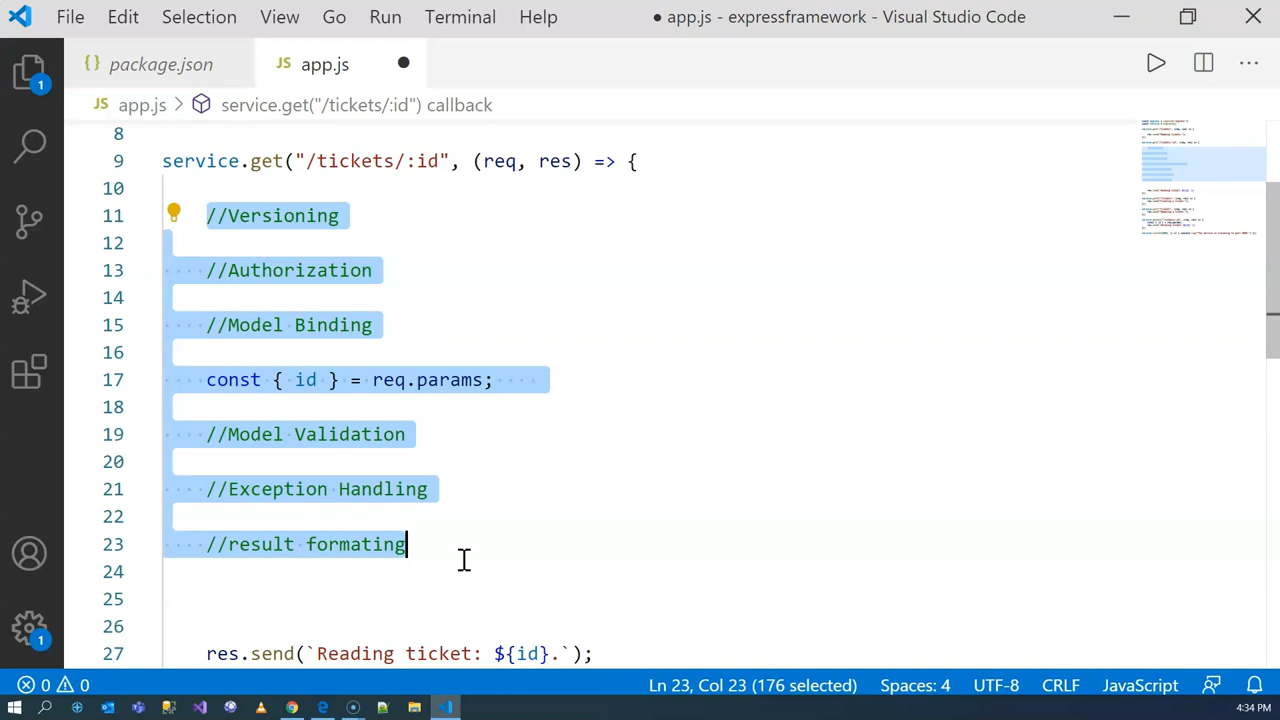 File Edit Selection View Go Run Terminal Help ● app.js - expressframework - Visual Studio Code
{} package.json JS app.js ●
JS app.js > service.get("/tickets/:id") callback
8
9 service.get("/tickets/:id", (req, res) => {
10
11 //Versioning
12
13 //Authorization
14
15 //Model Binding
16
17 const { id } = req.params;
18
19 //Model Validation
20
21 //Exception Handling
22
23 //result formating
24
25
26
27 res.send(`Reading ticket: ${id}.`);
1
1
0 0 Ln 23, Col 23 (176 selected) Spaces: 4 UTF-8 CRLF JavaScript
4:34 PM